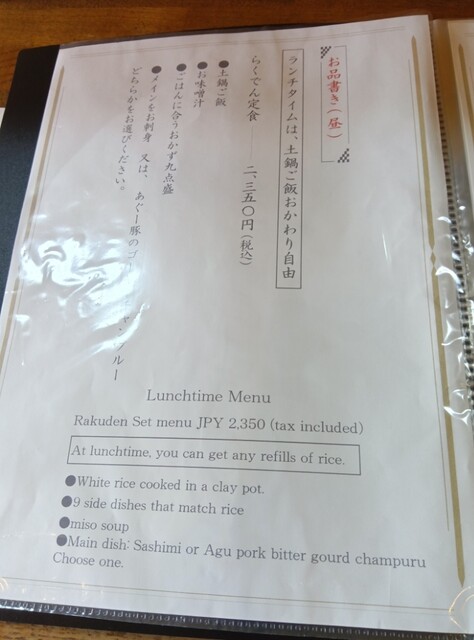 お品書き(昼)
ランチタイムは、土鍋ご飯おかわり自由
らくでん定食 ―― 二、三五〇円(税込)
●土鍋ご飯
●お味噌汁
●ごはんに合うおかず九点盛
●メインをお刺身 又は、あぐー豚のゴー ャンプルー
どちらかをお選びください。
Lunchtime Menu
Rakuden Set menu JPY 2,350 (tax included)
At lunchtime, you can get any refills of rice.
●White rice cooked in a clay pot.
●9 side dishes that match rice
●miso soup
●Main dish: Sashimi or Agu pork bitter gourd champuru
Choose one.